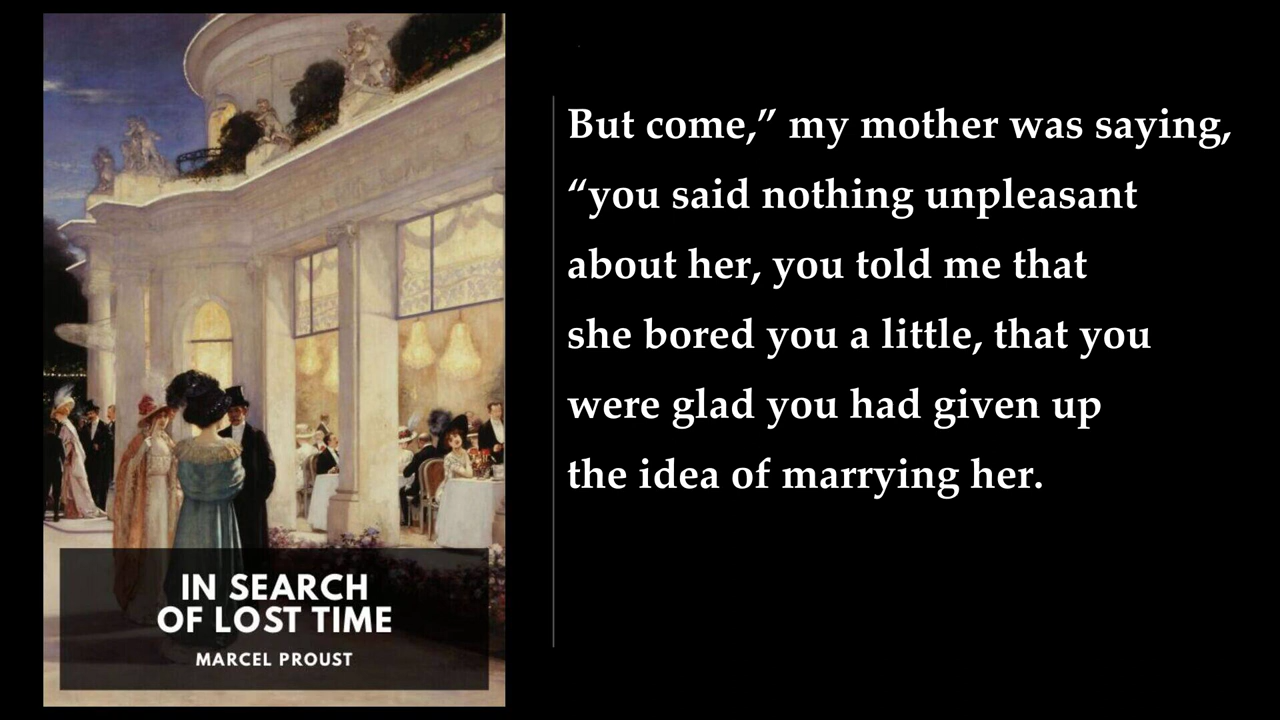 IN SEARCH
OF LOST TIME
MARCEL PROUST
But come,” my mother was saying,
“you said nothing unpleasant
about her, you told me that
she bored you a little, that you
were glad you had given up
the idea of marrying her.